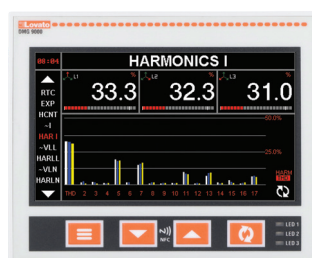 Lovato
DMG 9000
08:04
HARMONICS I
L1 % L2 % L3 %
33.3 32.3 31.0
RTC
EXP
HCNT
~I
HAR I
~VLL
HARLL
~VLN
HARLN
50.0%
25.0%
HARM
THD
THD 2 3 4 5 6 7 8 9 10 11 12 13 14 15 16 17
NFC
LED 1
LED 2
LED 3